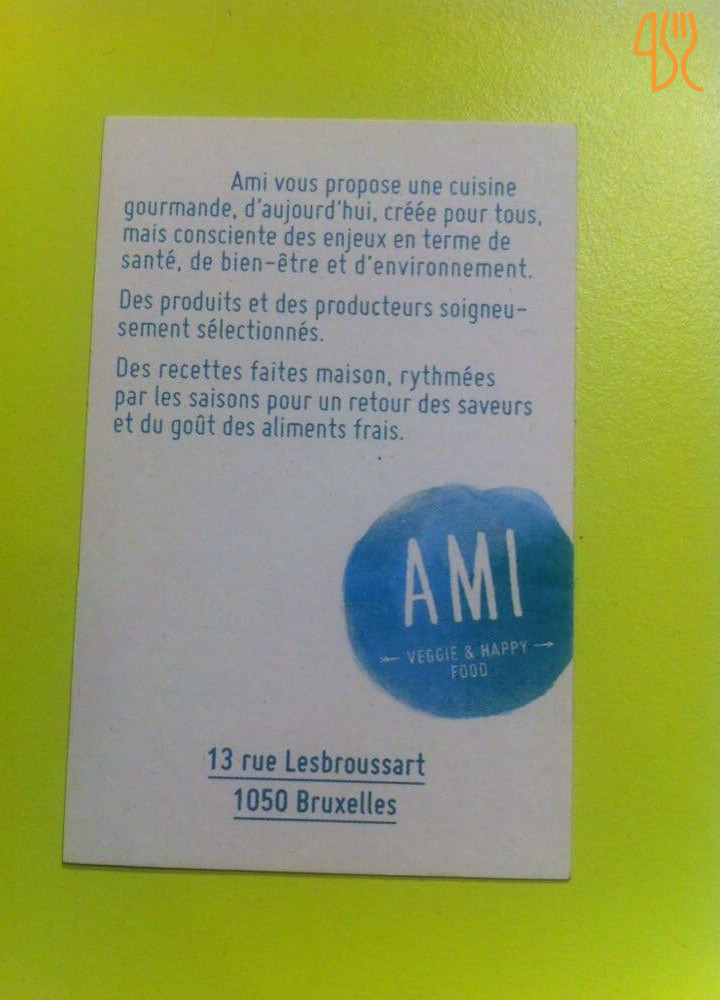 Ami vous propose une cuisine
gourmande, d'aujourd'hui, créée pour tous,
mais consciente des enjeux en terme de
santé, de bien-être et d'environnement.
Des produits et des producteurs soigneu-
sement sélectionnés.
Des recettes faites maison, rythmées
par les saisons pour un retour des saveurs
et du goût des aliments frais.
AMI
VEGGIE & HAPPY
FOOD
13 rue Lesbroussart
1050 Bruxelles